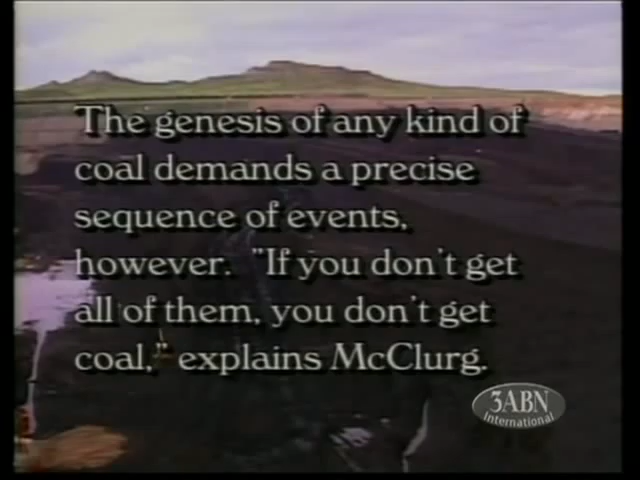 The genesis of any kind of
coal demands a precise
sequence of events,
however. "If you don't get
all of them, you don't get
coal," explains McClurg.
3ABN
International